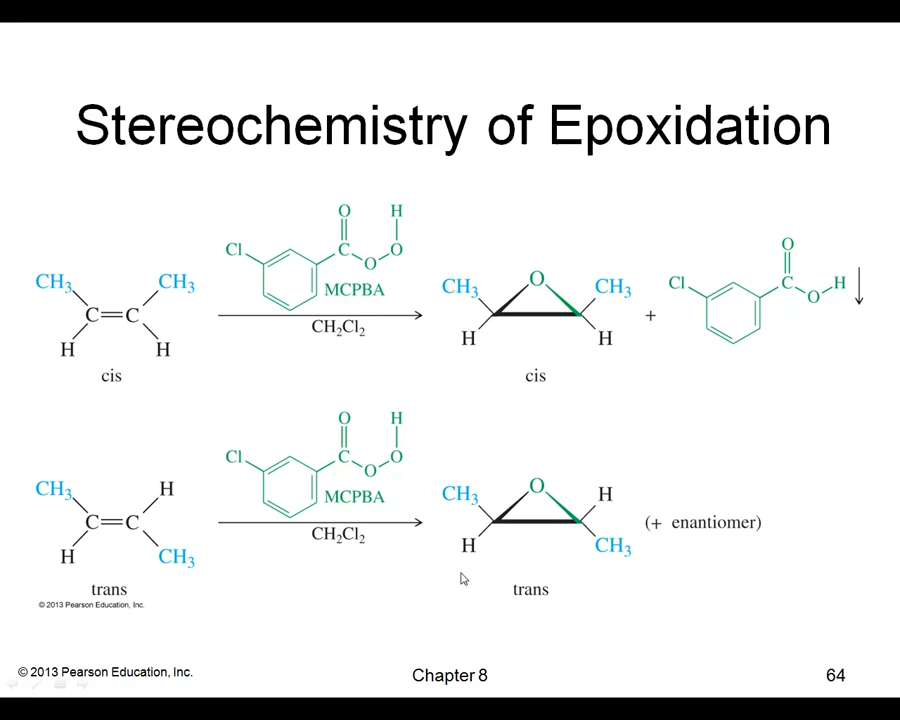 Stereochemistry of Epoxidation
O H
Cl C O
O
MCPBA
CH₃ CH₃
C=C
H H
cis
CH₂Cl₂
O
CH₃ CH₃
H H
cis
+
O
Cl C H
O
↓
O H
Cl C O
O
MCPBA
CH₃ H
C=C
H CH₃
trans
CH₂Cl₂
O
CH₃ H
H CH₃
trans
(+ enantiomer)
© 2013 Pearson Education, Inc.
© 2013 Pearson Education, Inc.
Chapter 8
64